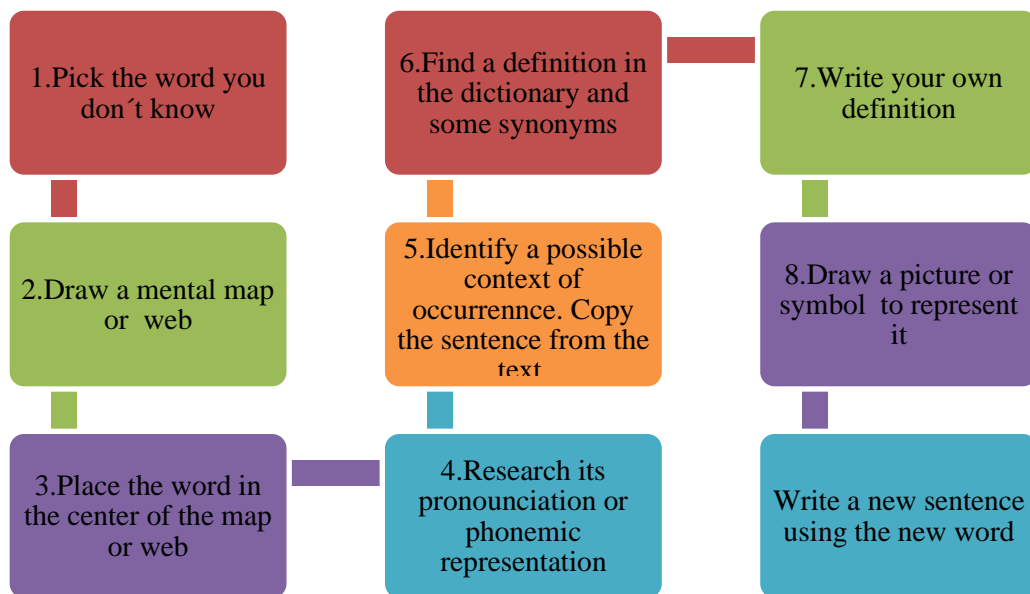 1.Pick the word you
don´t know
2.Draw a mental map
or web
3.Place the word in
the center of the map
or web
4.Research its
pronounciation or
phonemic
representation
5.Identify a possible
context of
occurrennce. Copy
the sentence from the
text
6.Find a definition in
the dictionary and
some synonyms
7.Write your own
definition
8.Draw a picture or
symbol to represent
it
Write a new sentence
using the new word